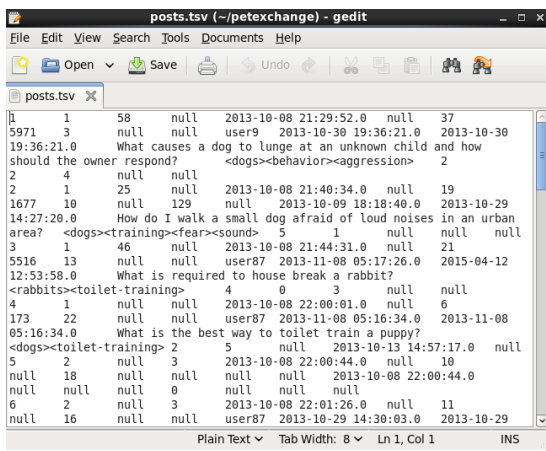 posts.tsv (~/petexchange) - gedit
File Edit View Search Tools Documents Help
Open Save Undo
posts.tsv
1 1 58 null 2013-10-08 21:29:52.0 null 37
5971 3 null null user9 2013-10-30 19:36:21.0 2013-10-30
19:36:21.0 What causes a dog to lunge at an unknown child and how
should the owner respond? <dogs><behavior><aggression> 2
2 4 null null
2 1 25 null 2013-10-08 21:40:34.0 null 19
1677 10 null 129 null 2013-10-09 18:18:40.0 2013-10-29
14:27:20.0 How do I walk a small dog afraid of loud noises in an urban
area? <dogs><training><fear><sound> 5 1 null null null
3 1 46 null 2013-10-08 21:44:31.0 null 21
5516 13 null null user87 2013-11-08 05:17:26.0 2015-04-12
12:53:58.0 What is required to house break a rabbit?
<rabbits><toilet-training> 4 0 3 null null
4 1 null null 2013-10-08 22:00:01.0 null 6
173 22 null null user87 2013-11-08 05:16:34.0 2013-11-08
05:16:34.0 What is the best way to toilet train a puppy?
<dogs><toilet-training> 2 5 null 2013-10-13 14:57:17.0 null
5 2 null 3 2013-10-08 22:00:44.0 null 10
null 18 null null null null 2013-10-08 22:00:44.0
null null null 0 null null null
6 2 null 3 2013-10-08 22:01:26.0 null 11
null 16 null null user87 2013-10-29 14:30:03.0 2013-10-29
Plain Text Tab Width: 8 Ln 1, Col 1 INS